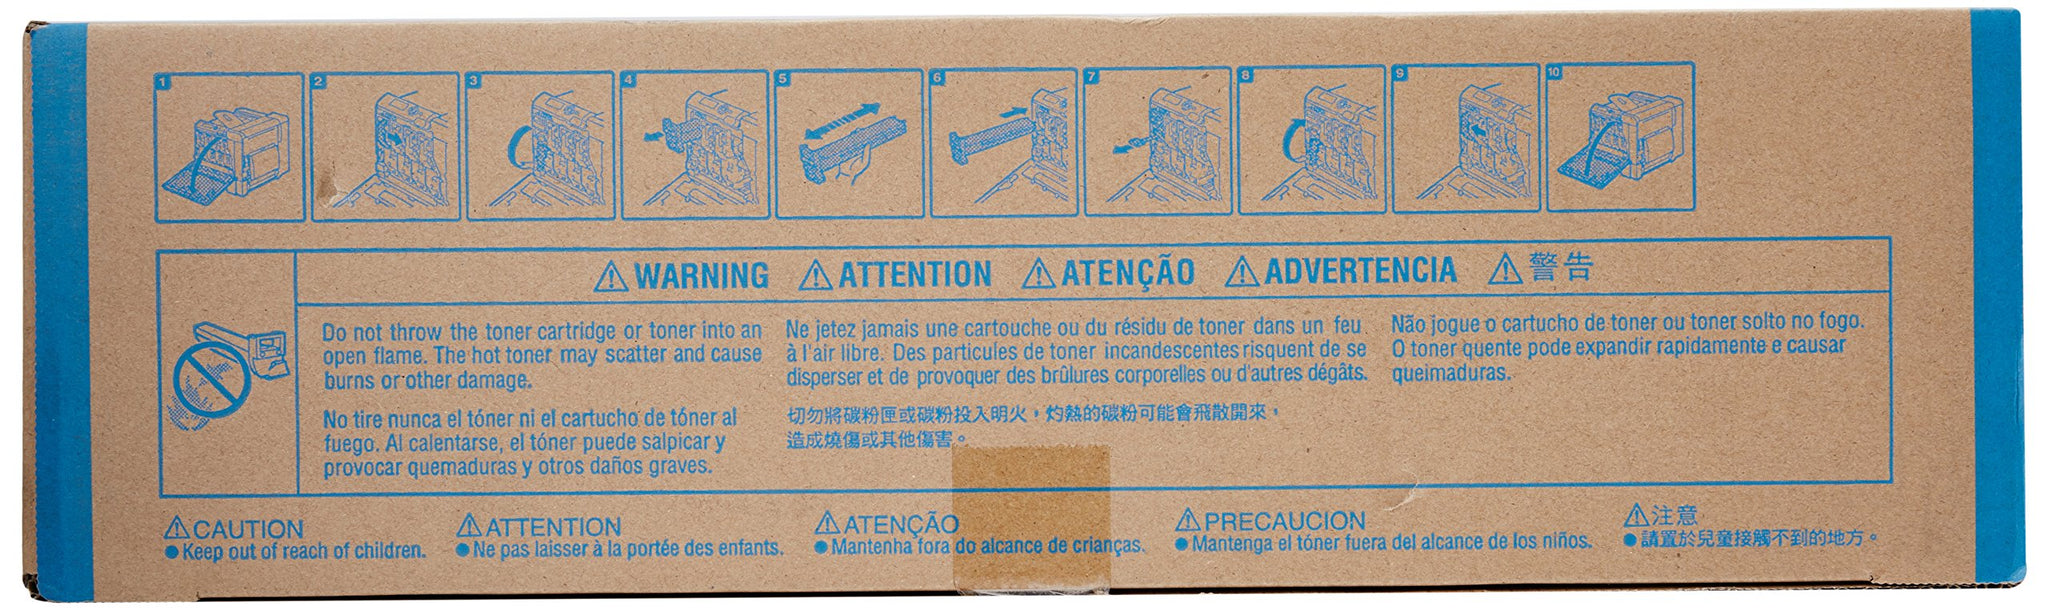 1 2 3 4 5 6 7 8 9 10
WARNING ATTENTION ATENÇÃO ADVERTENCIA 警告
Do not throw the toner cartridge or toner into an
open flame. The hot toner may scatter and cause
burns or other damage.
No tire nunca el tóner ni el cartucho de tóner al
fuego. Al calentarse, el tóner puede salpicar y
provocar quemaduras y otros daños graves.
Ne jetez jamais une cartouche ou du résidu de toner dans un feu
à l'air libre. Des particules de toner incandescentes risquent de se
disperser et de provoquer des brûlures corporelles ou d'autres dégâts.
切勿將碳粉匣或碳粉投入明火，灼熱的碳粉可能會飛散開來，
造成燒傷或其他傷害。
Não jogue o cartucho de toner ou toner solto no fogo.
O toner quente pode expandir rapidamente e causar
queimaduras.
CAUTION
● Keep out of reach of children.
ATTENTION
● Ne pas laisser à la portée des enfants.
ATENÇÃO
● Mantenha fora do alcance de crianças.
PRECAUCION
● Mantenga el tóner fuera del alcance de los niños.
注意
● 請置於兒童接觸不到的地方。